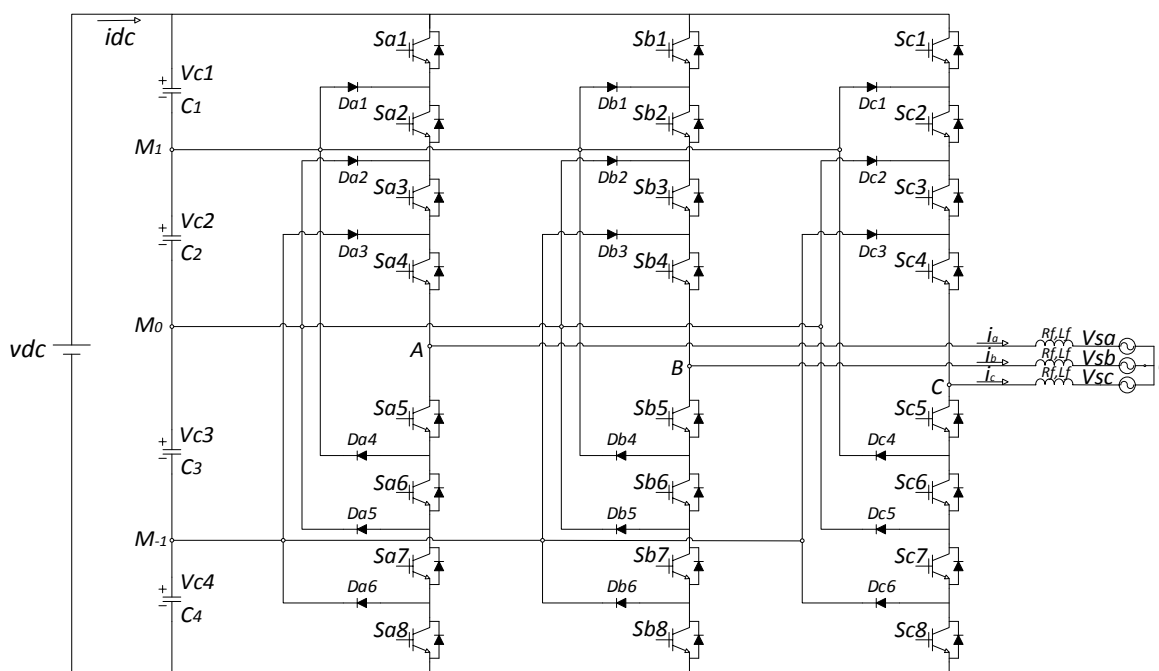 idc
Sa1
Sb1
Sc1
Vc1
+
−
C1
Da1
Db1
Dc1
Sa2
Sb2
Sc2
M1
Da2
Db2
Dc2
Sa3
Sb3
Sc3
Vc2
+
−
C2
Da3
Db3
Dc3
Sa4
Sb4
Sc4
M0
vdc
A
ia
Rf,Lf
Vsa
B
ib
Rf,Lf
Vsb
C
ic
Rf,Lf
Vsc
Sa5
Sb5
Sc5
Vc3
+
−
C3
Da4
Db4
Dc4
Sa6
Sb6
Sc6
Da5
Db5
Dc5
M-1
Sa7
Sb7
Sc7
Vc4
+
−
C4
Da6
Db6
Dc6
Sa8
Sb8
Sc8